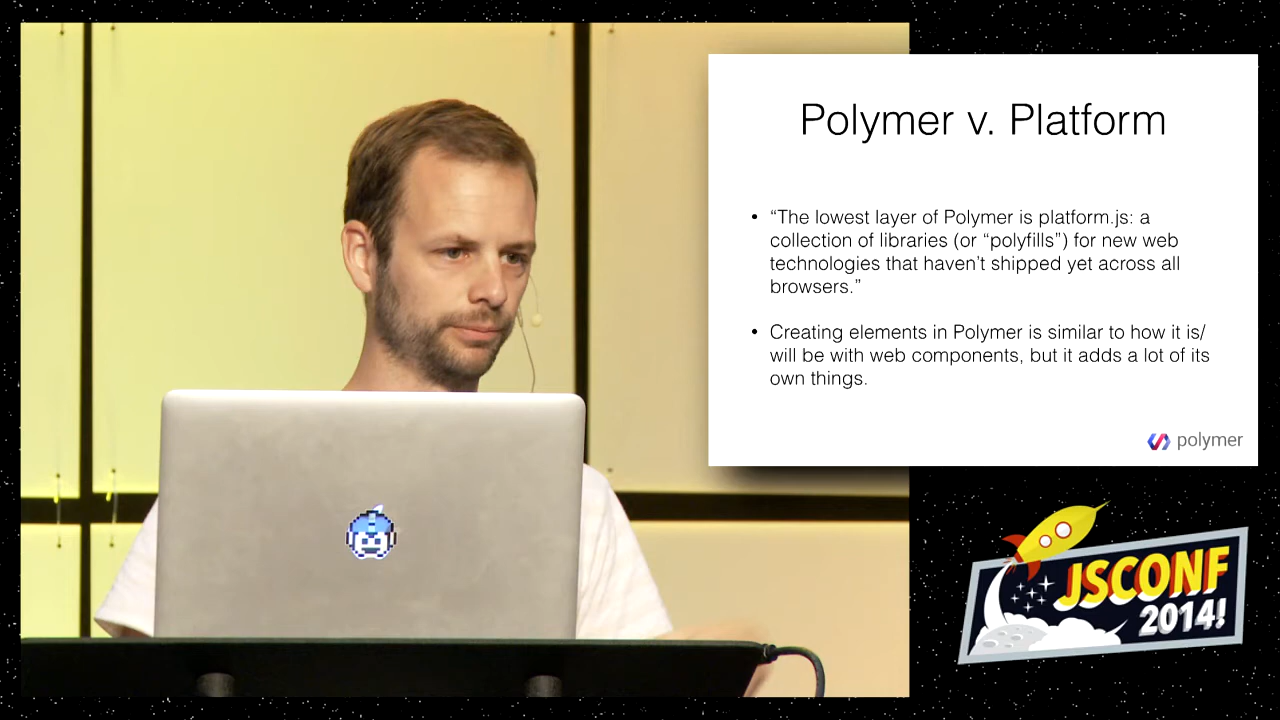 Polymer v. Platform
• “The lowest layer of Polymer is platform.js: a
collection of libraries (or “polyfills”) for new web
technologies that haven’t shipped yet across all
browsers.”
• Creating elements in Polymer is similar to how it is/
will be with web components, but it adds a lot of its
own things.
polymer
JSCONF
2014!